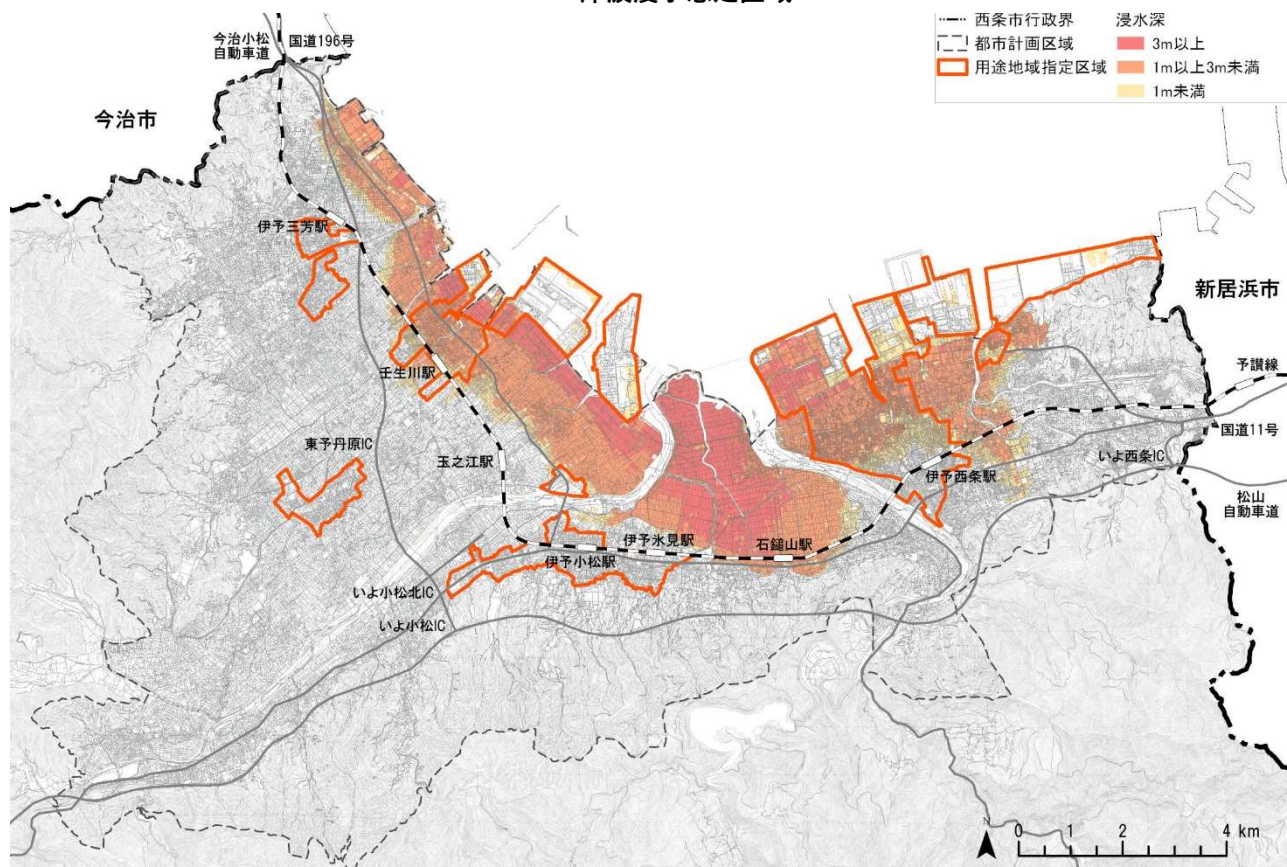 津波浸水想定区域
西条市行政界
都市計画区域
用途地域指定区域
浸水深
3m以上
1m以上3m未満
1m未満
今治小松
自動車道
国道196号
今治市
伊予三芳駅
新居浜市
壬生川駅
予讃線
国道11号
東予丹原IC
玉之江駅
いよ西条IC
伊予西条駅
松山
自動車道
伊予氷見駅
石鎚山駅
伊予小松駅
いよ小松北IC
いよ小松IC
0 1 2 4 km